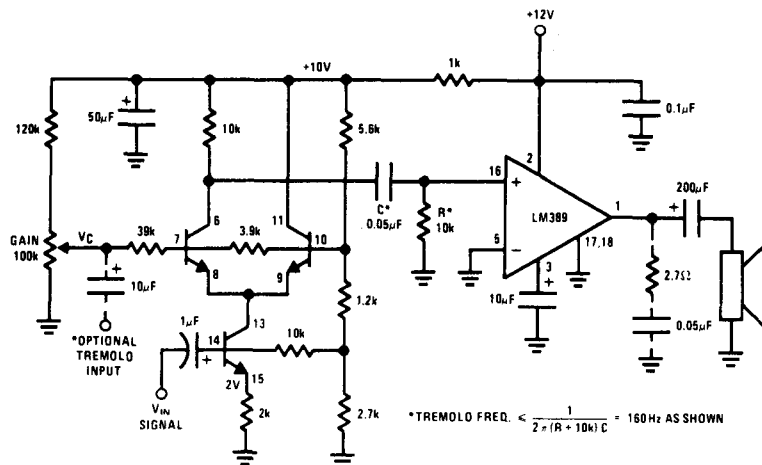 +12V
+10V
1k
120k
50µF
+
10k
5.6k
0.1µF
2
6
11
C*
0.05µF
R*
10k
16
+
LM389
1
200µF
+
GAIN
100k
VC
39k
7
3.9k
10
5
−
17,18
3
+
10µF
8
9
+
10µF
2.7Ω
0.05µF
1.2k
*OPTIONAL
TREMOLO
INPUT
1µF
+
13
14
10k
15
2V
VIN
SIGNAL
2k
2.7k
*TREMOLO FREQ. ⩽ 1 / 2π(R + 10k) C = 160 Hz AS SHOWN